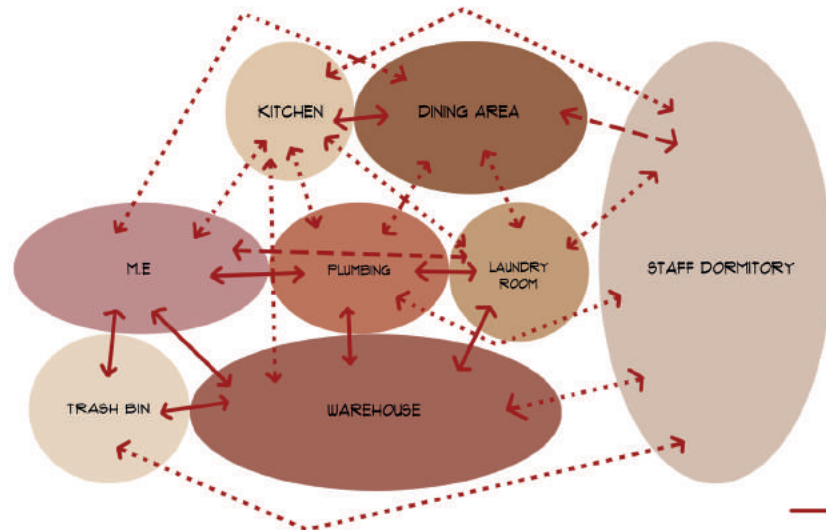 KITCHEN
DINING AREA
M.E
PLUMBING
LAUNDRY
ROOM
STAFF DORMITORY
TRASH BIN
WAREHOUSE